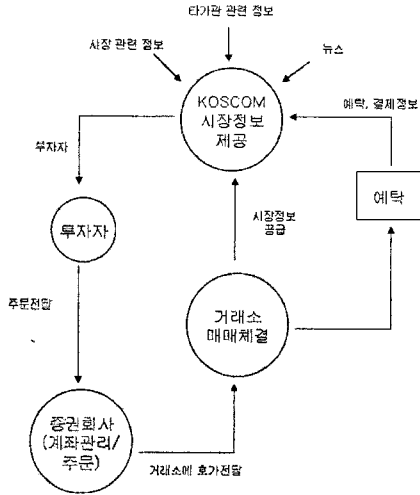 타기관 관련 정보
시장 관련 정보
뉴스
KOSCOM
시장정보
제공
예탁, 결제정보
투자자
예탁
투자자
시장정보
공급
주문전달
거래소
매매체결
증권회사
(계좌관리/
주문)
거래소에 호가전달